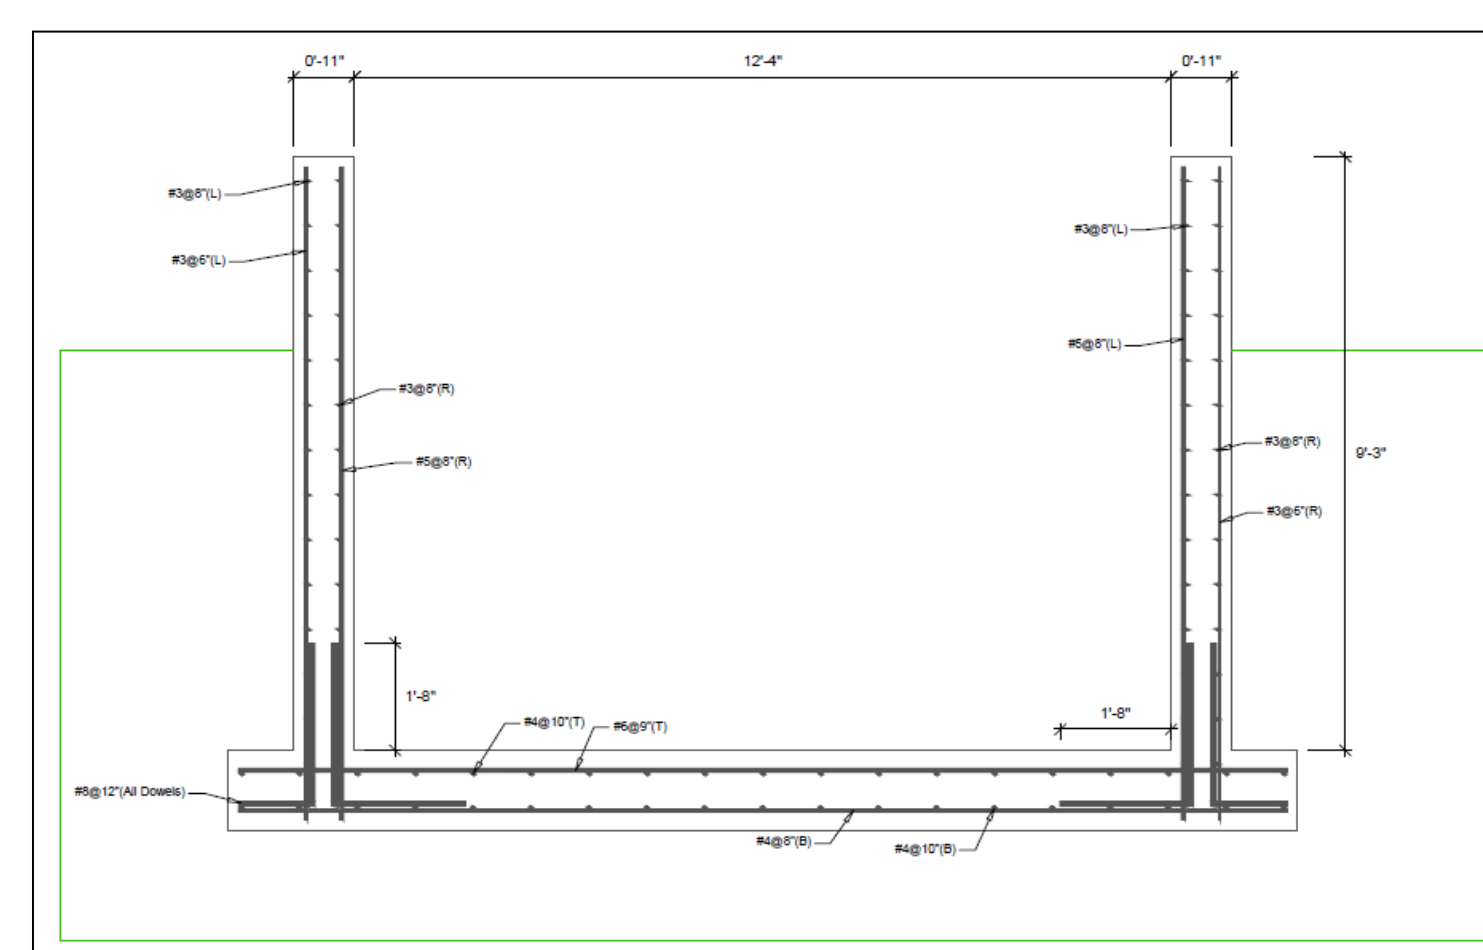 0'-11"
12'-4"
0'-11"
#3@8"(L)
#3@8"(L)
#3@6"(L)
#5@8"(L)
#3@8"(R)
#3@8"(R)
9'-3"
#5@8"(R)
#3@6"(R)
1'-8"
1'-8"
#4@10"(T)
#6@9"(T)
#8@12"(All Dowels)
#4@8"(B)
#4@10"(B)